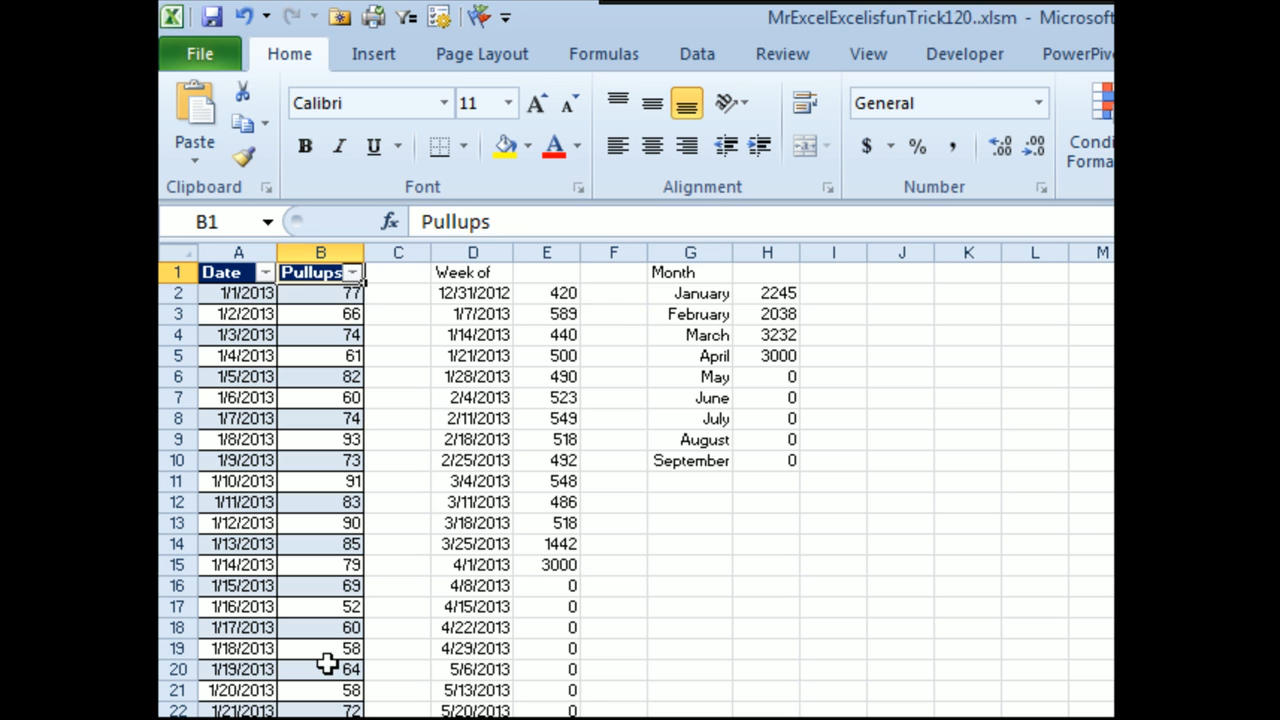 MrExcelExcelisfunTrick120..xlsm - Microsoft
File Home Insert Page Layout Formulas Data Review View Developer PowerPiv
Calibri 11 A A General
Paste B I U A $ % , .00 .00 Condi
Forma
Clipboard Font Alignment Number
B1 fx Pullups
A B C D E F G H I J K L M
1 Date Pullups Week of Month
2 1/1/2013 77 12/31/2012 420 January 2245
3 1/2/2013 66 1/7/2013 589 February 2038
4 1/3/2013 74 1/14/2013 440 March 3232
5 1/4/2013 61 1/21/2013 500 April 3000
6 1/5/2013 82 1/28/2013 490 May 0
7 1/6/2013 60 2/4/2013 523 June 0
8 1/7/2013 74 2/11/2013 549 July 0
9 1/8/2013 93 2/18/2013 518 August 0
10 1/9/2013 73 2/25/2013 492 September 0
11 1/10/2013 91 3/4/2013 548
12 1/11/2013 83 3/11/2013 486
13 1/12/2013 90 3/18/2013 518
14 1/13/2013 85 3/25/2013 1442
15 1/14/2013 79 4/1/2013 3000
16 1/15/2013 69 4/8/2013 0
17 1/16/2013 52 4/15/2013 0
18 1/17/2013 60 4/22/2013 0
19 1/18/2013 58 4/29/2013 0
20 1/19/2013 64 5/6/2013 0
21 1/20/2013 58 5/13/2013 0
22 1/21/2013 72 5/20/2013 0